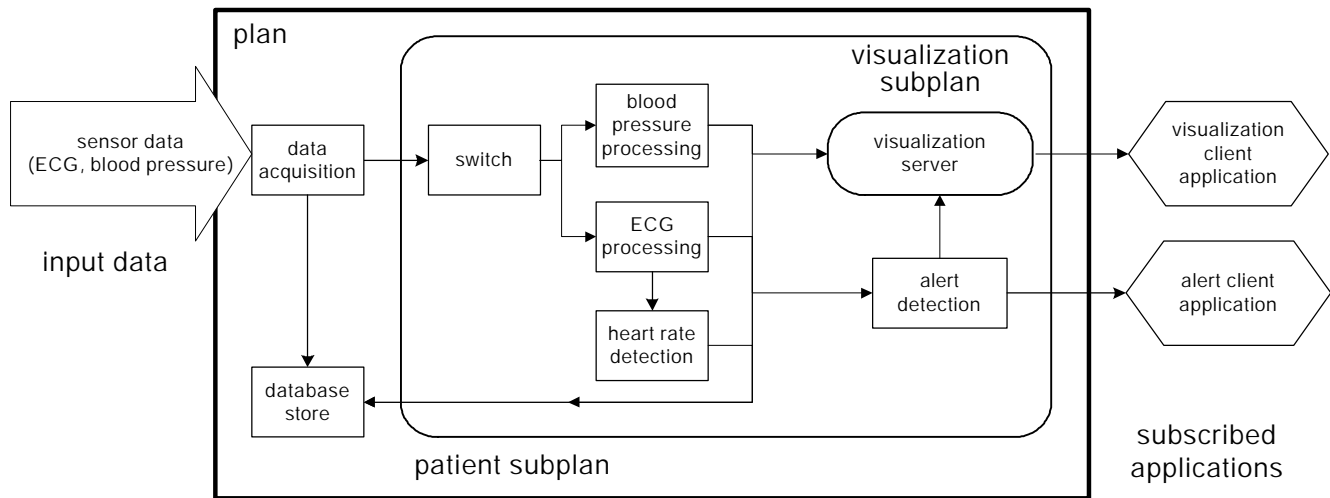 plan
visualization
subplan
sensor data
(ECG, blood pressure)
data
acquisition
switch
blood
pressure
processing
visualization
server
visualization
client
application
ECG
processing
input data
alert
detection
alert client
application
heart rate
detection
database
store
patient subplan
subscribed
applications